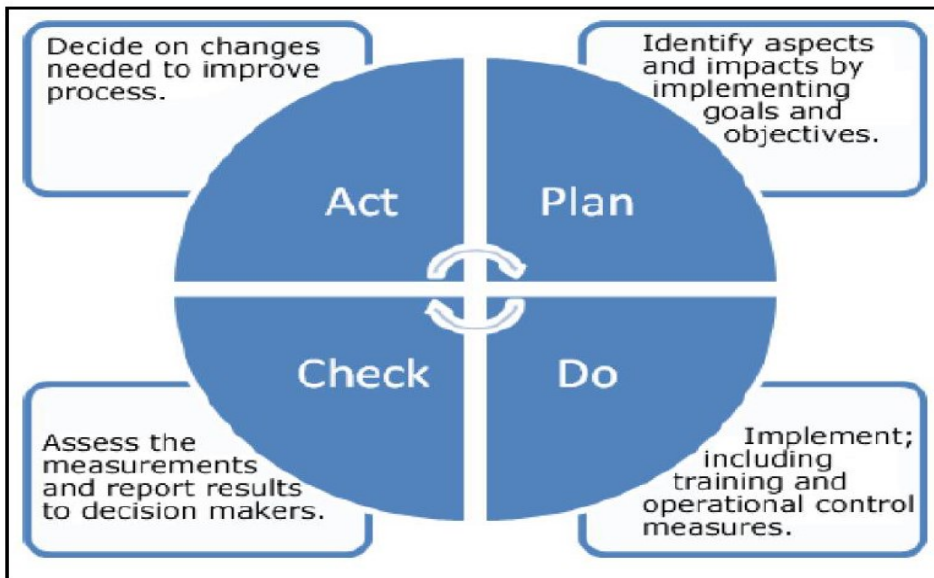 Decide on changes
needed to improve
process.
Identify aspects
and impacts by
implementing
goals and
objectives.
Act
Plan
Check
Do
Assess the
measurements
and report results
to decision makers.
Implement;
including
training and
operational control
measures.